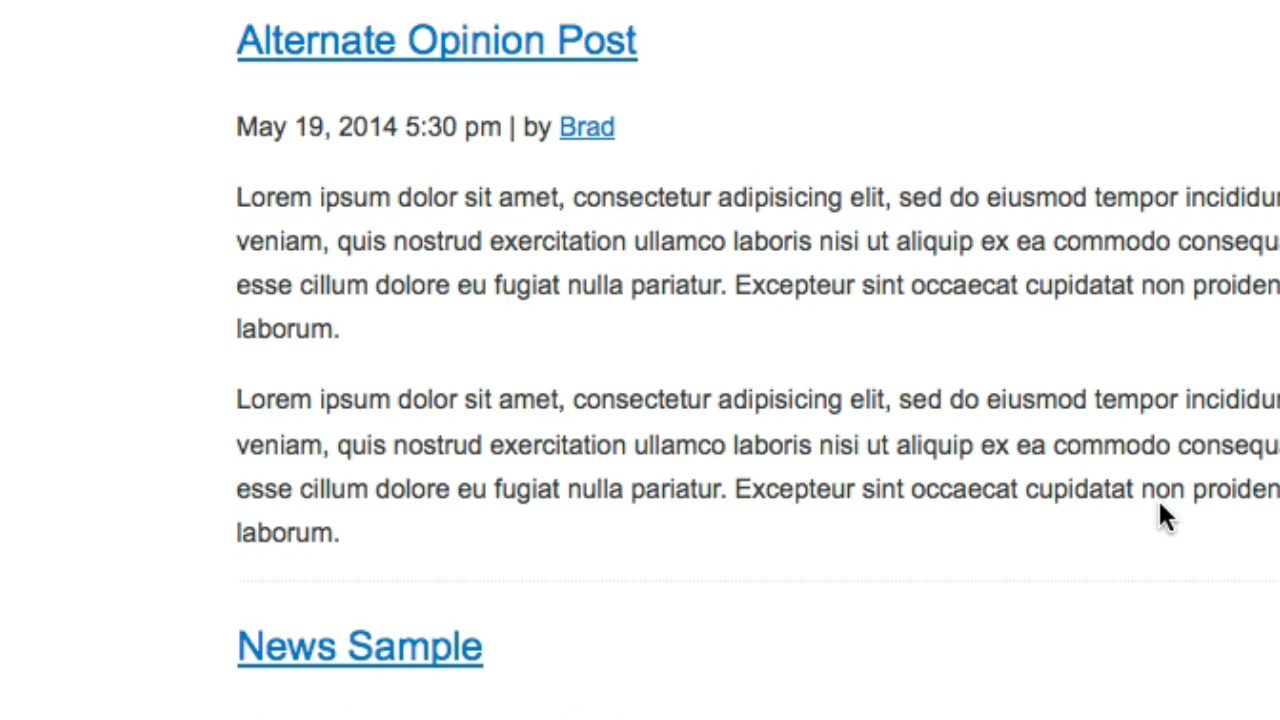 Alternate Opinion Post
May 19, 2014 5:30 pm | by Brad
Lorem ipsum dolor sit amet, consectetur adipisicing elit, sed do eiusmod tempor
veniam, quis nostrud exercitation ullamco laboris nisi ut aliquip ex ea commodo
esse cillum dolore eu fugiat nulla pariatur. Excepteur sint occaecat cupidatat non
laborum.
Lorem ipsum dolor sit amet, consectetur adipisicing elit, sed do eiusmod tempor
veniam, quis nostrud exercitation ullamco laboris nisi ut aliquip ex ea commodo
esse cillum dolore eu fugiat nulla pariatur. Excepteur sint occaecat cupidatat non
laborum.
News Sample